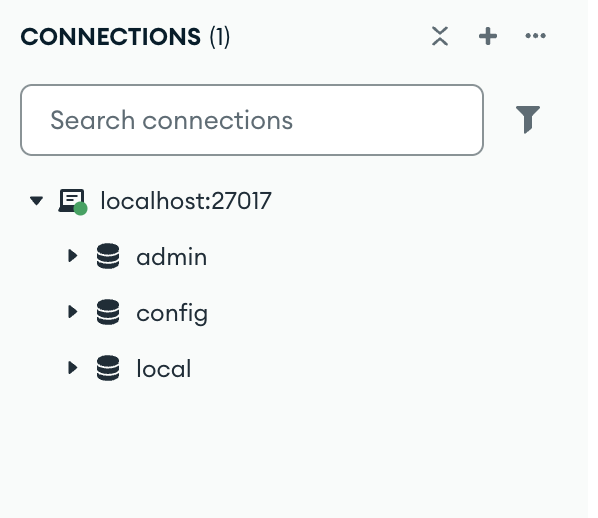 CONNECTIONS (1)
Search connections
localhost:27017
admin
config
local